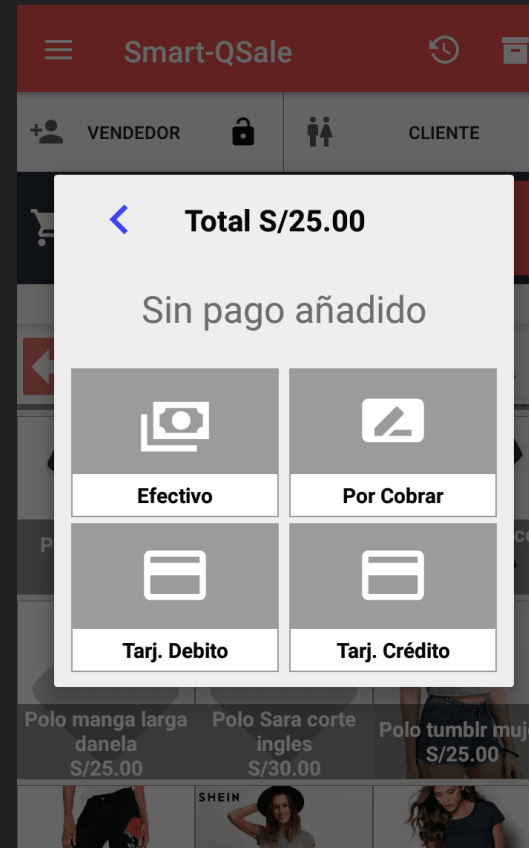 Smart-QSale
VENDEDOR
CLIENTE
Total S/25.00
Sin pago añadido
Efectivo
Por Cobrar
Tarj. Debito
Tarj. Crédito
Polo manga larga
danela
S/25.00
Polo Sara corte
ingles
S/30.00
Polo tumblr muj
S/25.00
SHEIN